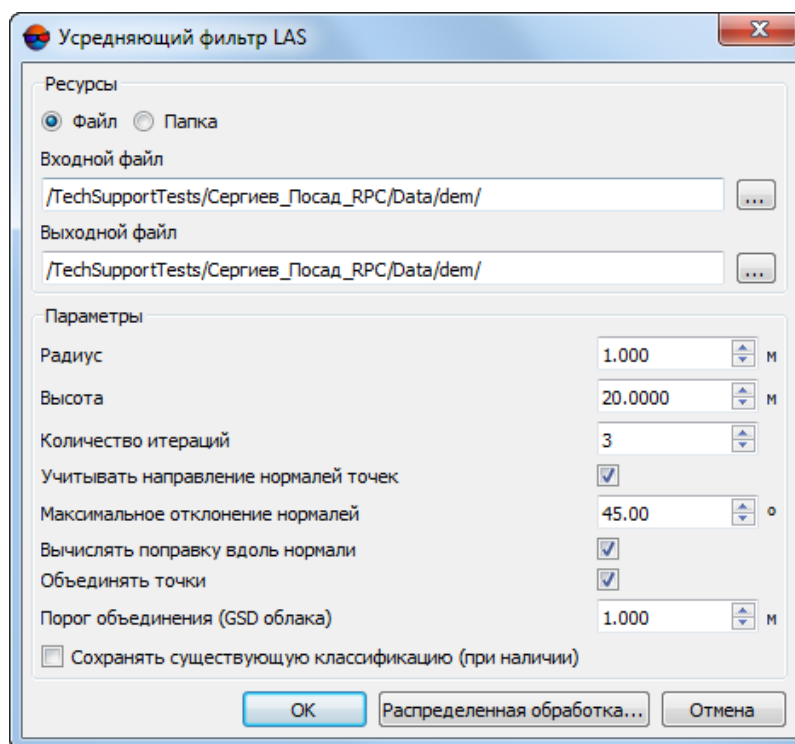 Усредняющий фильтр LAS
Ресурсы
Файл Папка
Входной файл
/TechSupportTests/Сергиев_Посад_RPC/Data/dem/ ...
Выходной файл
/TechSupportTests/Сергиев_Посад_RPC/Data/dem/ ...
Параметры
Радиус 1.000 м
Высота 20.0000 м
Количество итераций 3
Учитывать направление нормалей точек
Максимальное отклонение нормалей 45.00 °
Вычислять поправку вдоль нормали
Объединять точки
Порог объединения (GSD облака) 1.000 м
Сохранять существующую классификацию (при наличии)
ОК Распределенная обработка... Отмена